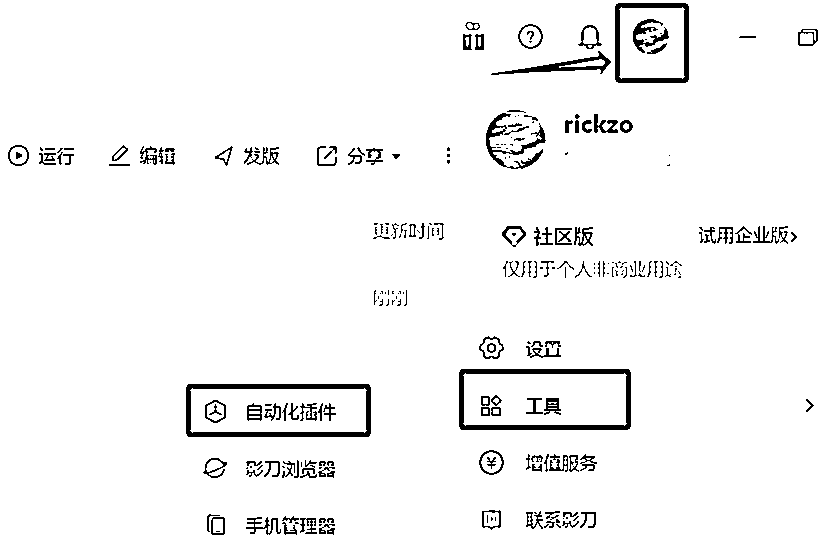 rickzo
运行 编辑 发版 分享
更新时间
社区版 试用企业版
仅用于个人非商业用途
刚刚
设置
自动化插件 工具
影刀浏览器 增值服务
手机管理器 联系影刀